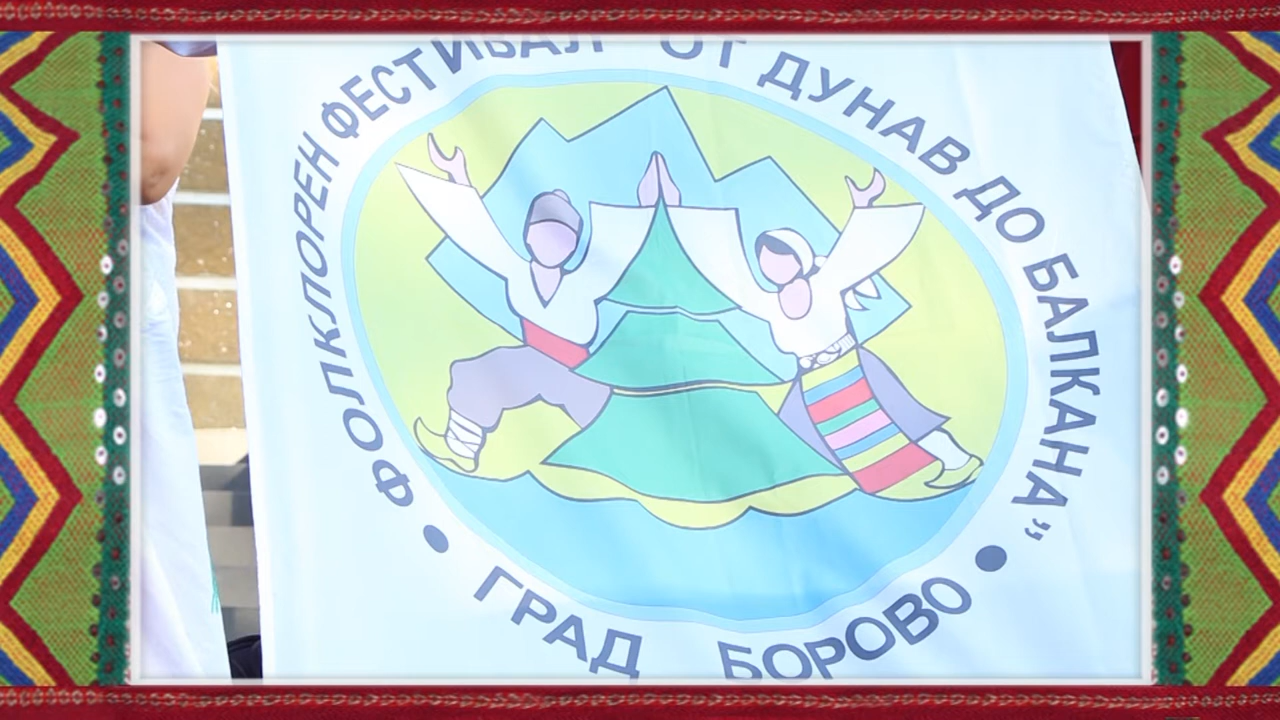 ФОЛКЛОРЕН ФЕСТИВАЛ "ОТ ДУНАВ ДО БАЛКАНА"
• ГРАД БОРОВО •